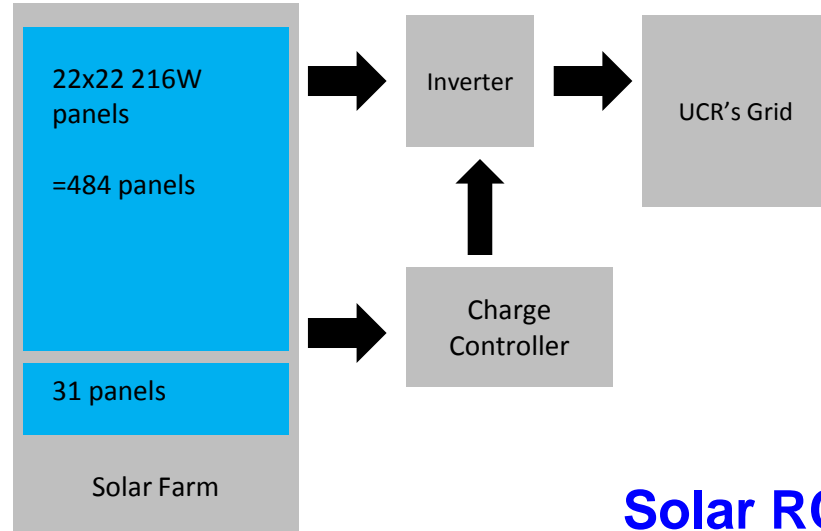 22x22 216W
panels
=484 panels
31 panels
Solar Farm
Inverter
Charge
Controller
UCR's Grid
Solar